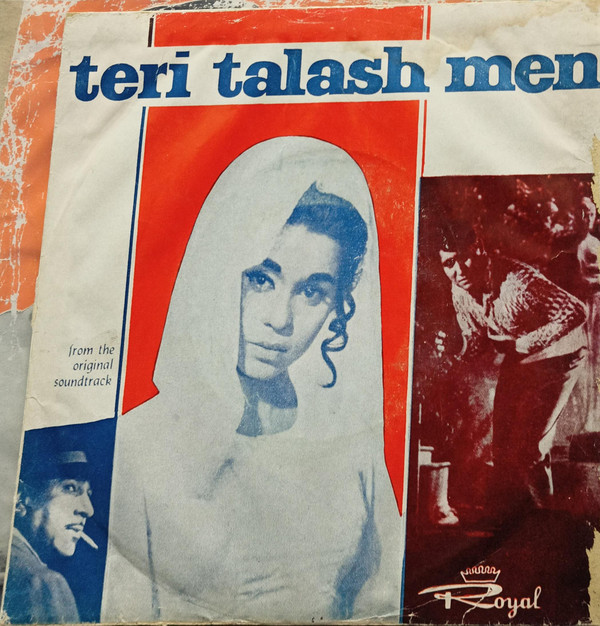 teri talash men
from the
original
soundtrack
Royal